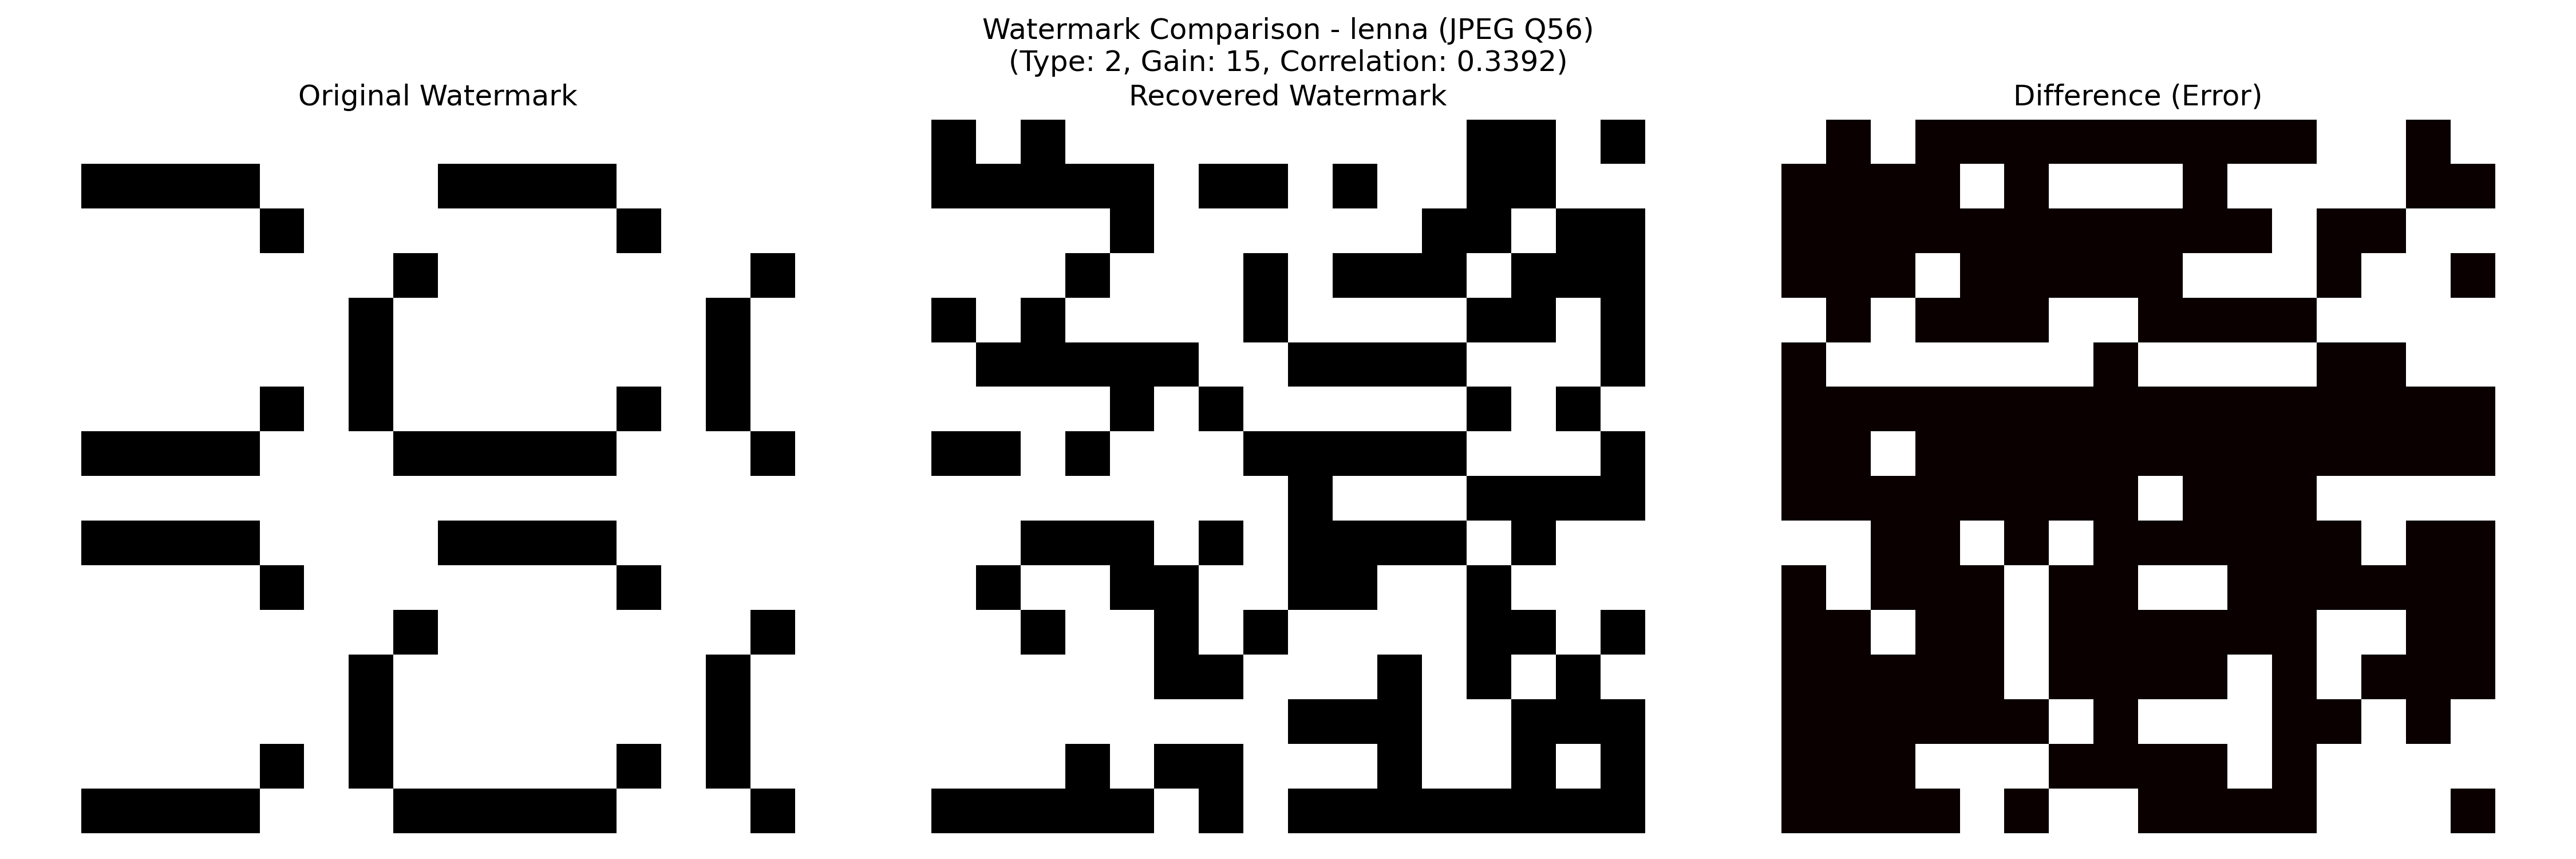 Watermark Comparison - lenna (JPEG Q56)
(Type: 2, Gain: 15, Correlation: 0.3392)
Original Watermark
Recovered Watermark
Difference (Error)